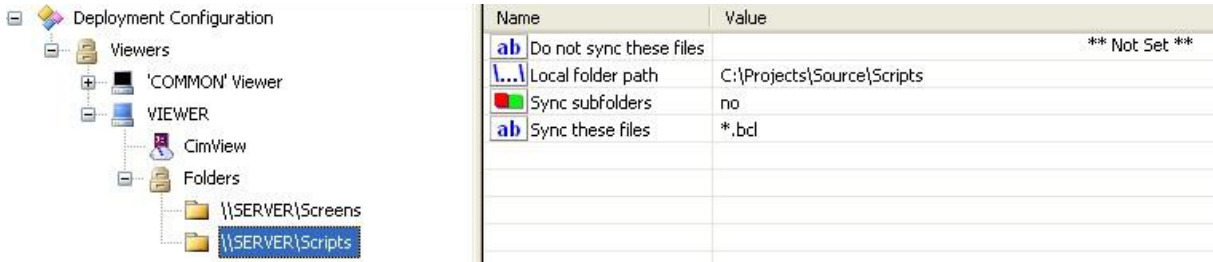 Deployment Configuration
Viewers
'COMMON' Viewer
VIEWER
CimView
Folders
\\SERVER\Screens
\\SERVER\Scripts
Name Value
ab Do not sync these files ** Not Set **
\...\ Local folder path C:\Projects\Source\Scripts
Sync subfolders no
ab Sync these files *.bcl